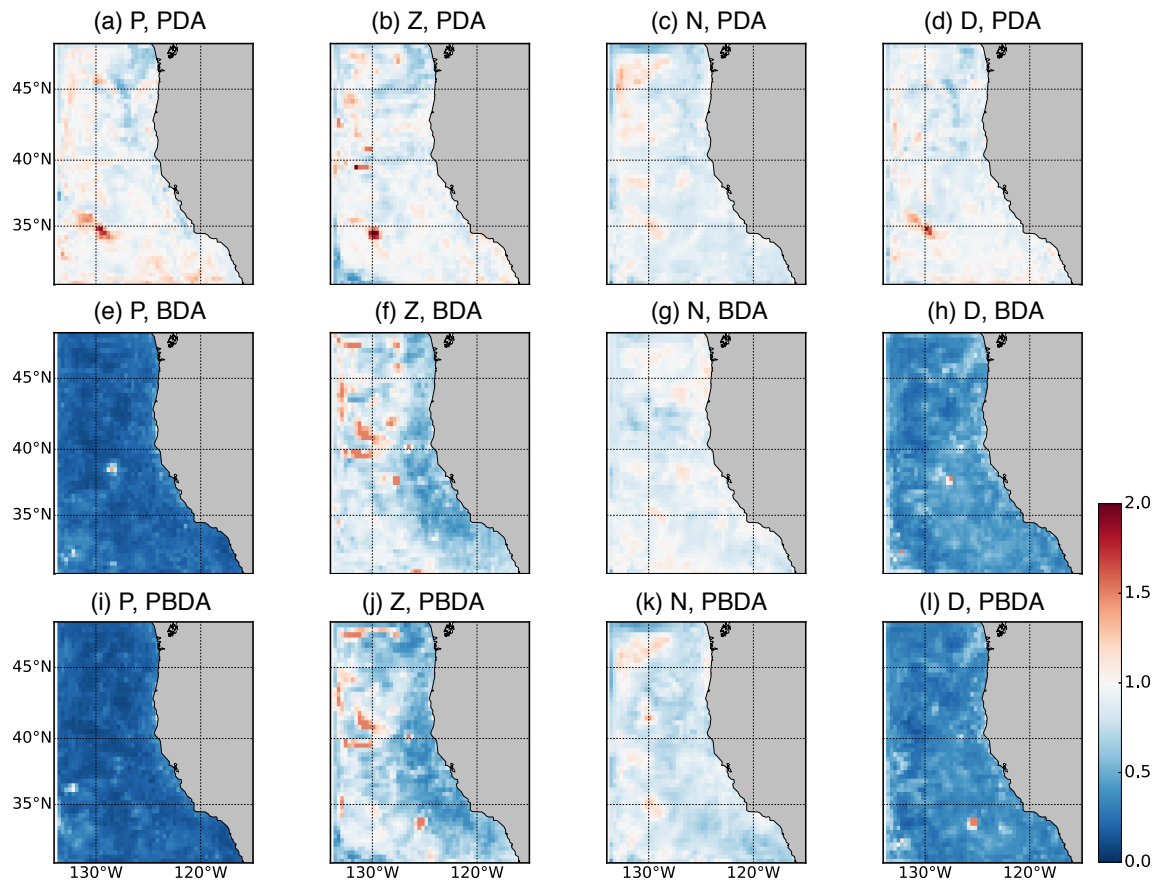 (a) P, PDA (b) Z, PDA (c) N, PDA (d) D, PDA
45°N
40°N
35°N
(e) P, BDA (f) Z, BDA (g) N, BDA (h) D, BDA
45°N
40°N
35°N
(i) P, PBDA (j) Z, PBDA (k) N, PBDA (l) D, PBDA
45°N
40°N
35°N
130°W 120°W 130°W 120°W 130°W 120°W 130°W 120°W
2.0
1.5
1.0
0.5
0.0